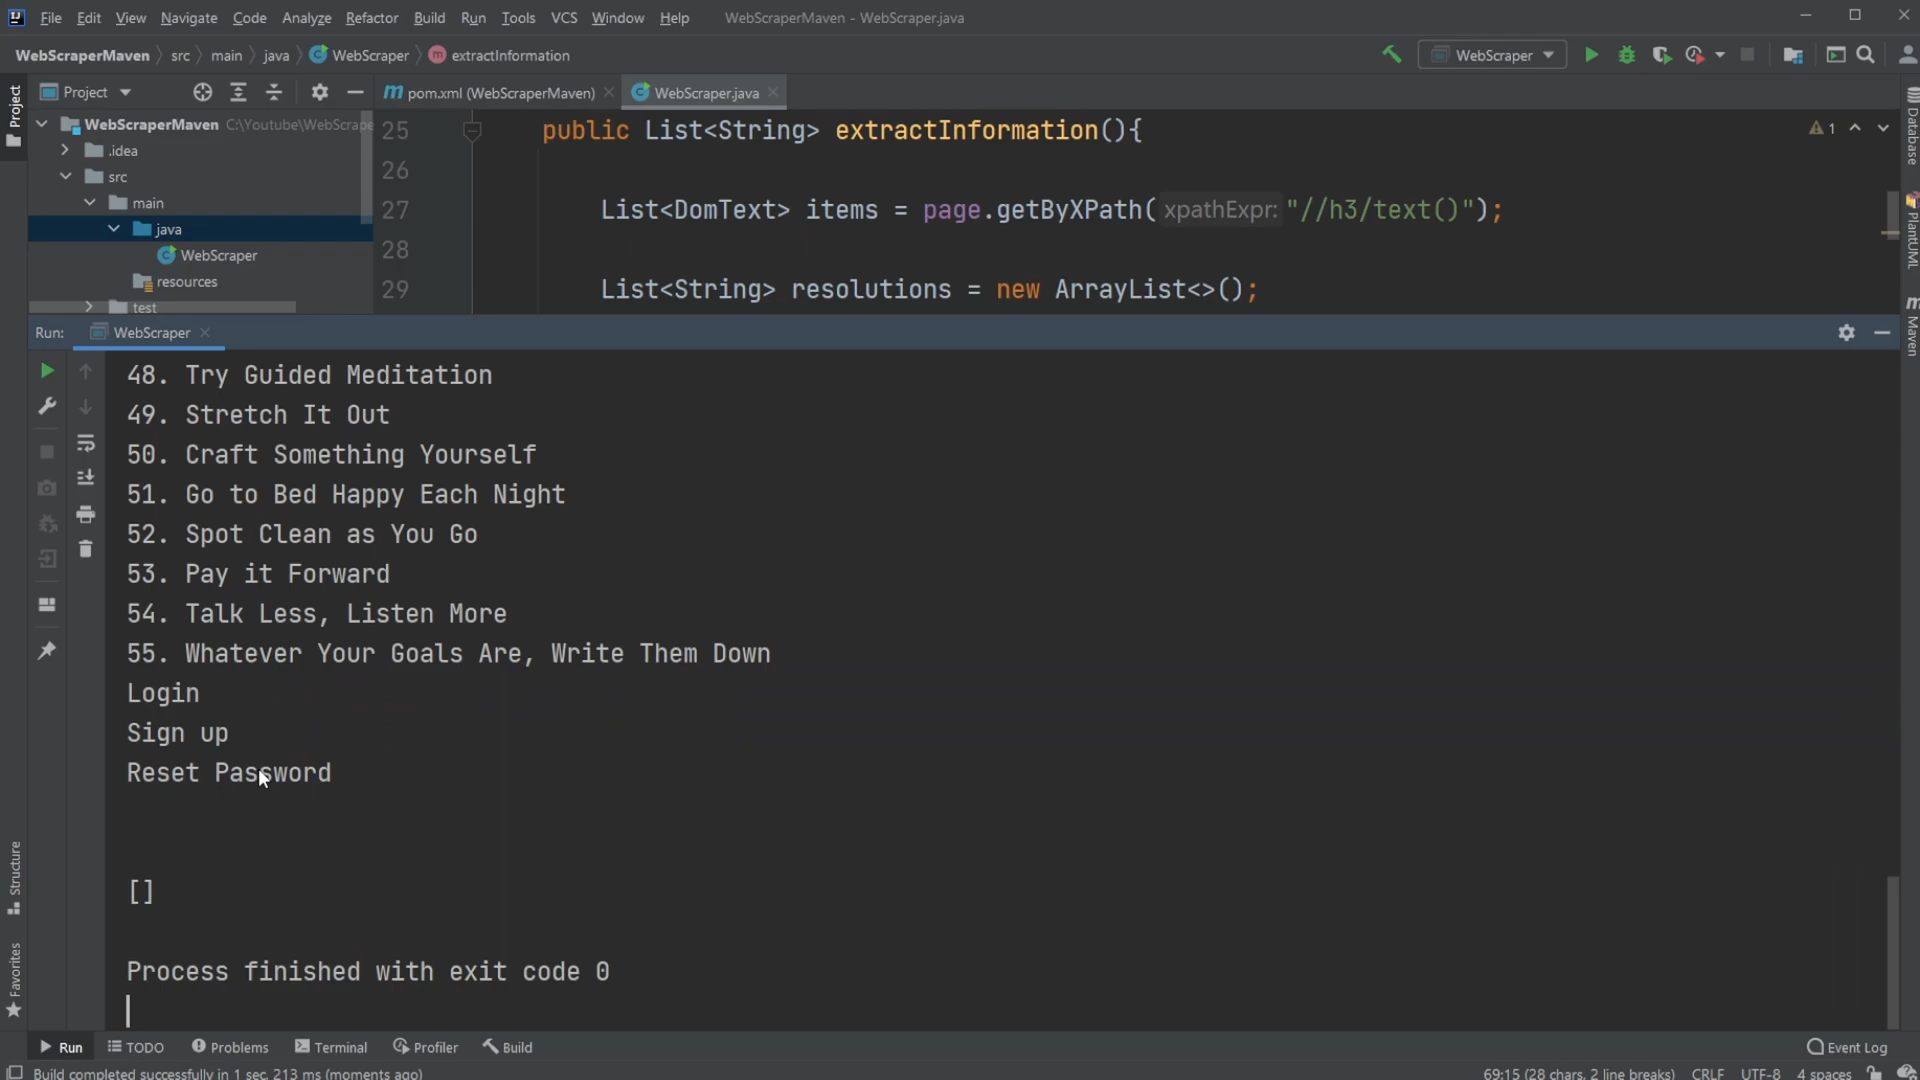 File Edit View Navigate Code Analyze Refactor Build Run Tools VCS Window Help WebScraperMaven - WebScraper.java
WebScraperMaven src main java WebScraper extractInformation WebScraper
Project pom.xml (WebScraperMaven) WebScraper.java
Project
WebScraperMaven C:\Youtube\WebScrape
.idea
src
main
java
WebScraper
resources
test
25 public List<String> extractInformation(){
26
27 List<DomText> items = page.getByXPath( xpathExpr: "//h3/text()");
28
29 List<String> resolutions = new ArrayList<>();
1
Database
PlantUML
Maven
Run: WebScraper
48. Try Guided Meditation
49. Stretch It Out
50. Craft Something Yourself
51. Go to Bed Happy Each Night
52. Spot Clean as You Go
53. Pay it Forward
54. Talk Less, Listen More
55. Whatever Your Goals Are, Write Them Down
Login
Sign up
Reset Password
[]
Process finished with exit code 0
Structure
Favorites
Run TODO Problems Terminal Profiler Build Event Log
Build completed successfully in 1 sec, 213 ms (moments ago) 69:15 (28 chars, 2 line breaks) CRLF UTF-8 4 spaces